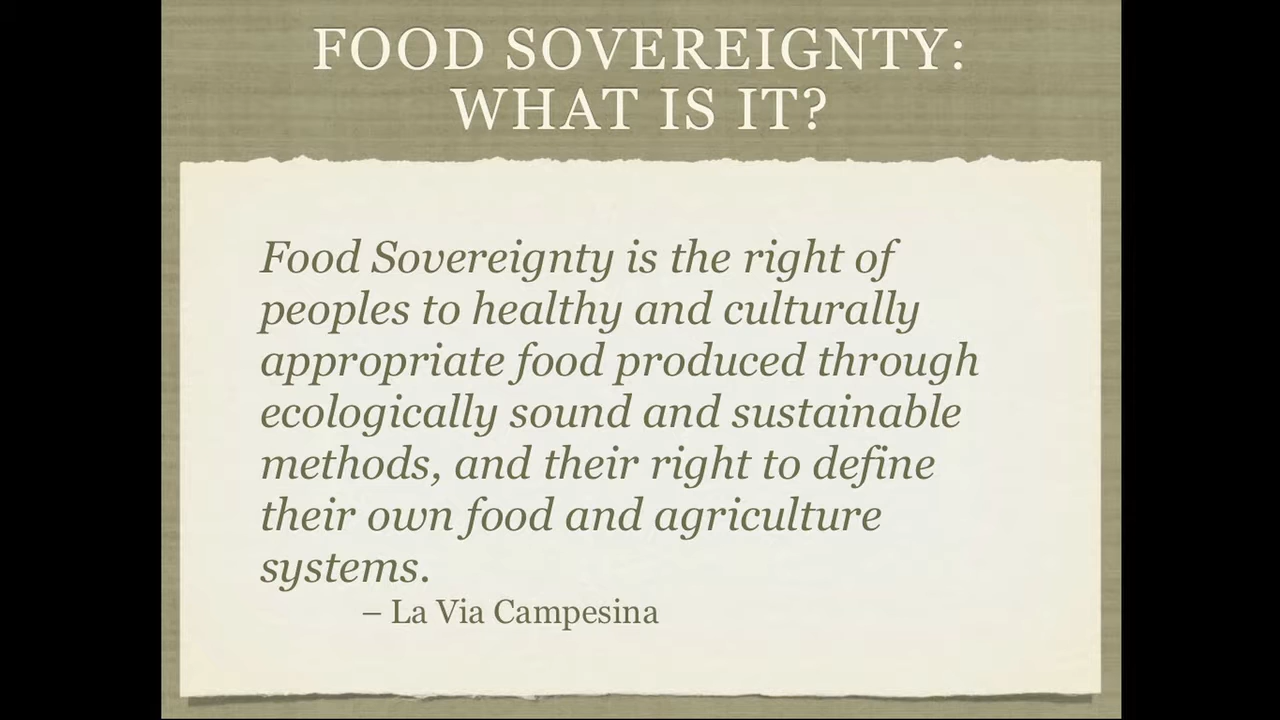 FOOD SOVEREIGNTY:
WHAT IS IT?
Food Sovereignty is the right of
peoples to healthy and culturally
appropriate food produced through
ecologically sound and sustainable
methods, and their right to define
their own food and agriculture
systems.
– La Via Campesina